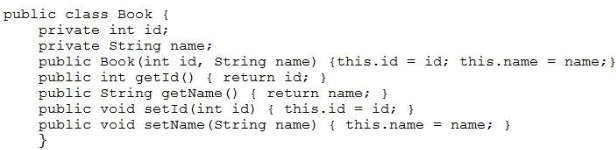 public class Book {
private int id;
private String name;
public Book(int id, String name) {this.id = id; this.name = name;}
public int getId() { return id; }
public String getName() { return name; }
public void setId(int id) { this.id = id; }
public void setName(String name) { this.name = name; }
}